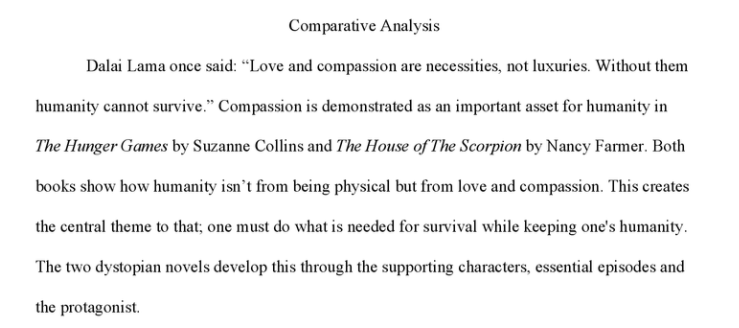 Comparative Analysis
Dalai Lama once said: “Love and compassion are necessities, not luxuries. Without them
humanity cannot survive.” Compassion is demonstrated as an important asset for humanity in
The Hunger Games by Suzanne Collins and The House of The Scorpion by Nancy Farmer. Both
books show how humanity isn’t from being physical but from love and compassion. This creates
the central theme to that; one must do what is needed for survival while keeping one's humanity.
The two dystopian novels develop this through the supporting characters, essential episodes and
the protagonist.